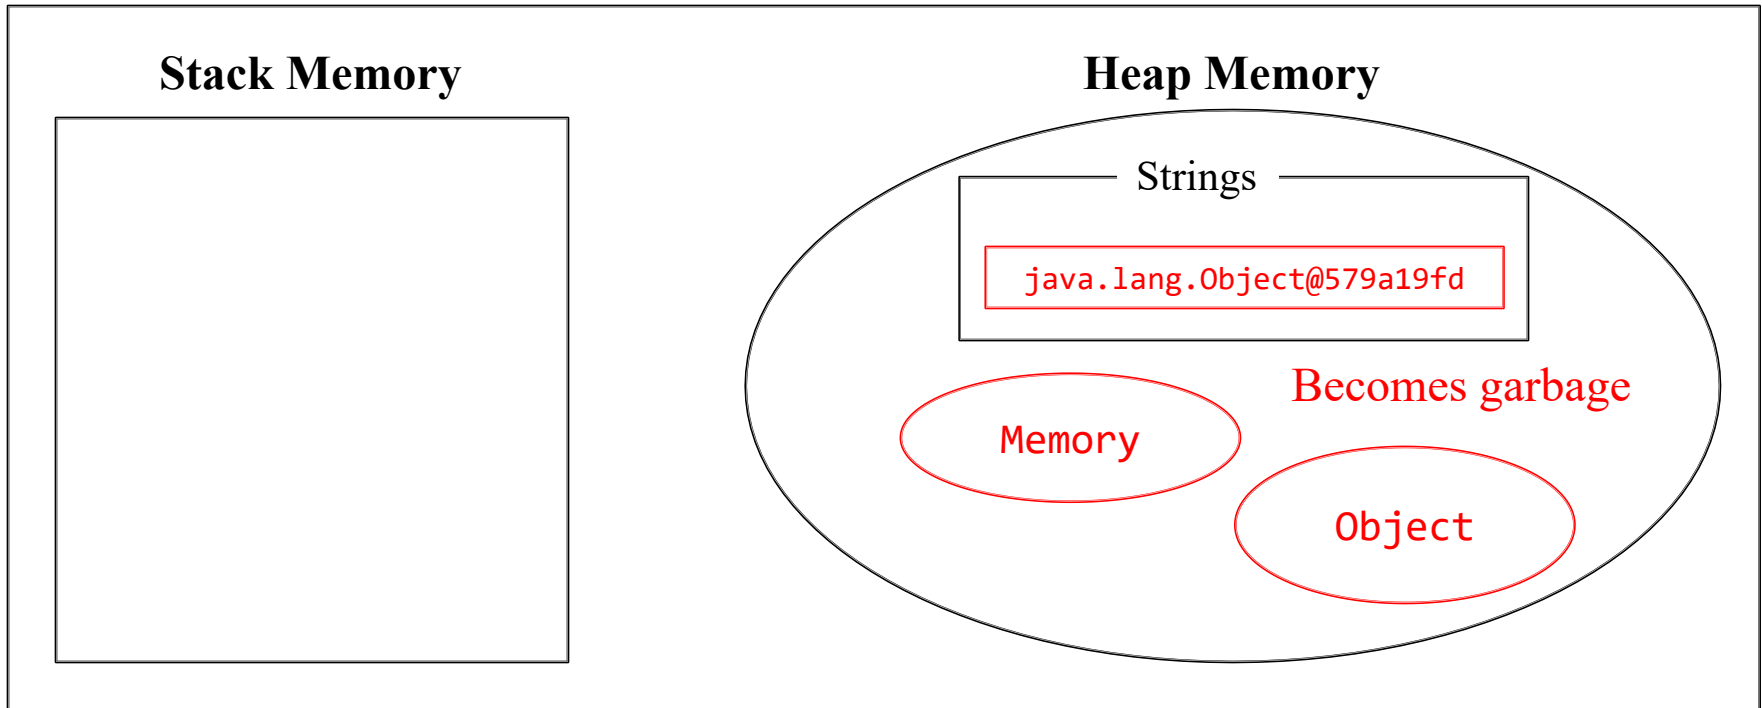 Stack Memory
Heap Memory
Strings
java.lang.Object@579a19fd
Becomes garbage
Memory
Object